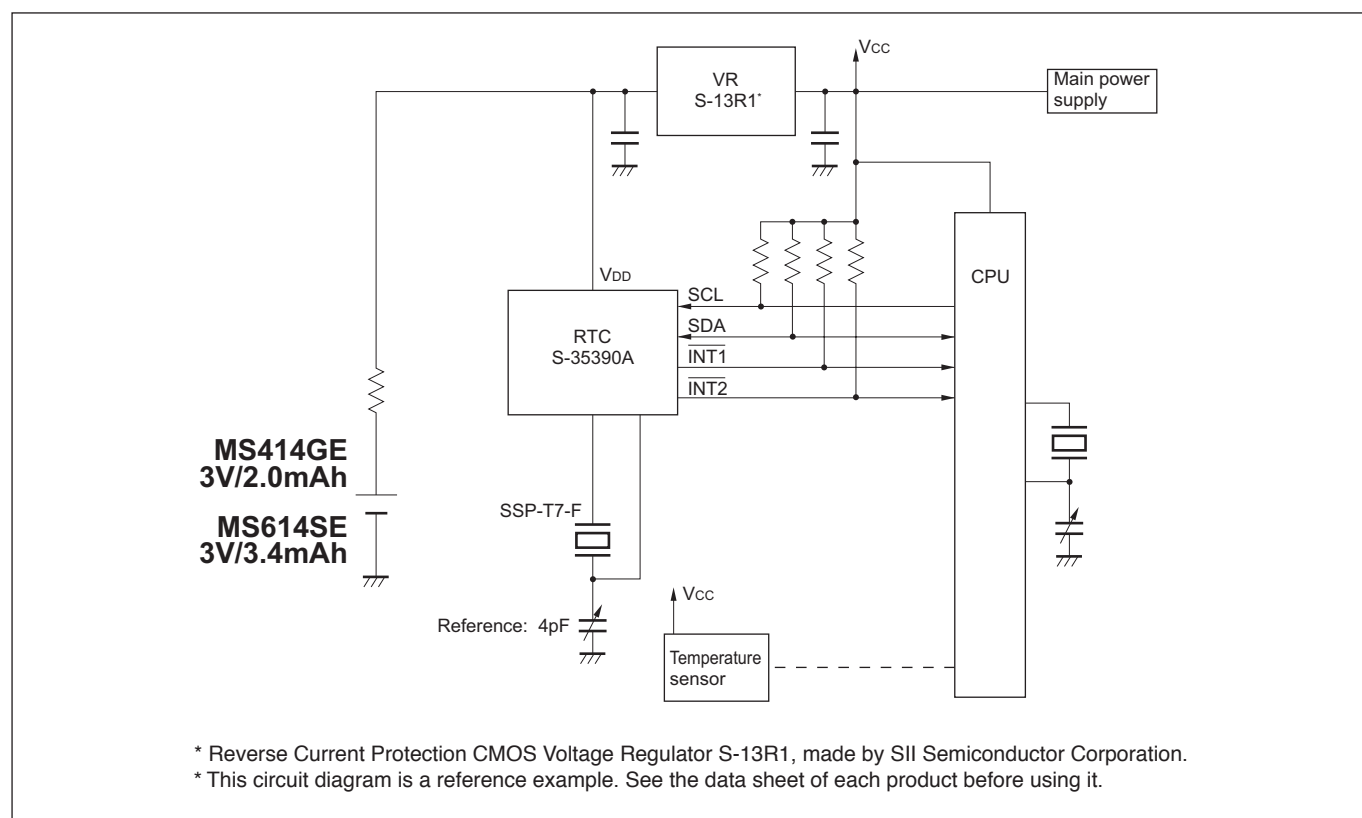 Vcc
VR
S-13R1*
Main power
supply
VDD
RTC
S-35390A
SCL
SDA
INT1
INT2
CPU
MS414GE
3V/2.0mAh
MS614SE
3V/3.4mAh
SSP-T7-F
Reference: 4pF
Vcc
Temperature
sensor
* Reverse Current Protection CMOS Voltage Regulator S-13R1, made by SII Semiconductor Corporation.
* This circuit diagram is a reference example. See the data sheet of each product before using it.